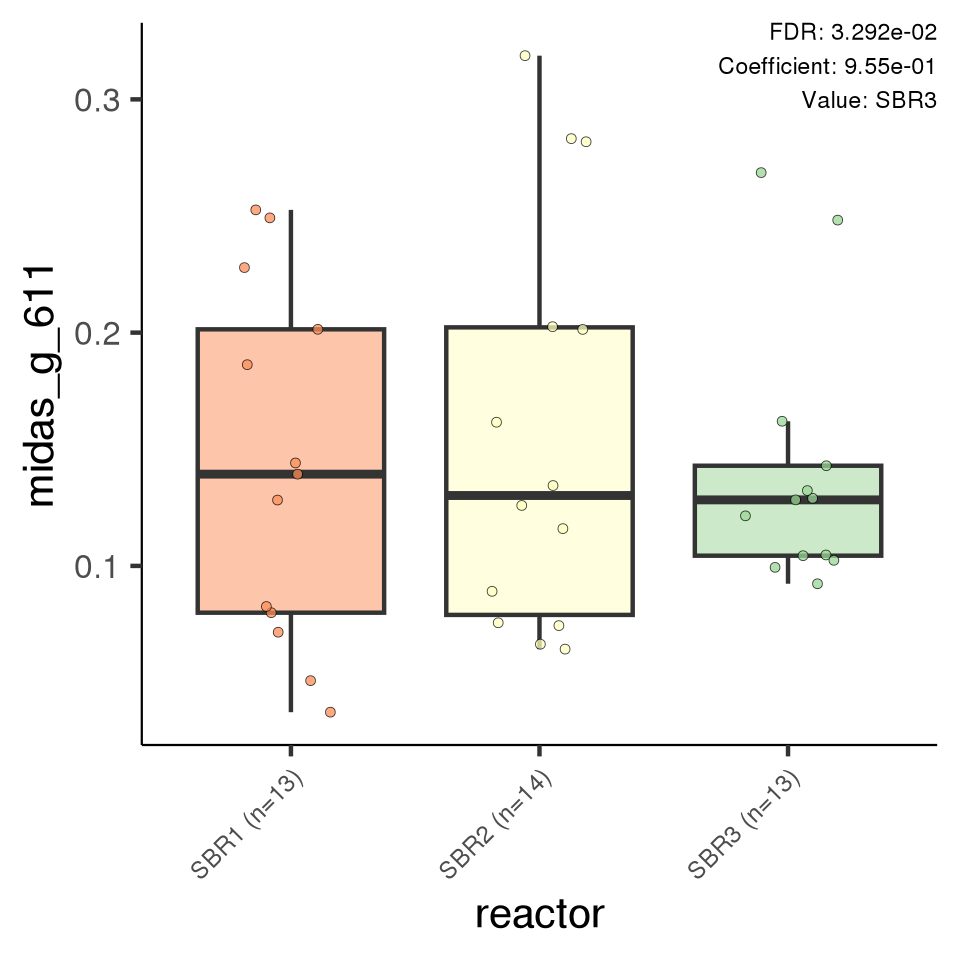 FDR: 3.292e-02
Coefficient: 9.55e-01
Value: SBR3
midas_g_611
0.3
0.2
0.1
SBR1 (n=13)
SBR2 (n=14)
SBR3 (n=13)
reactor